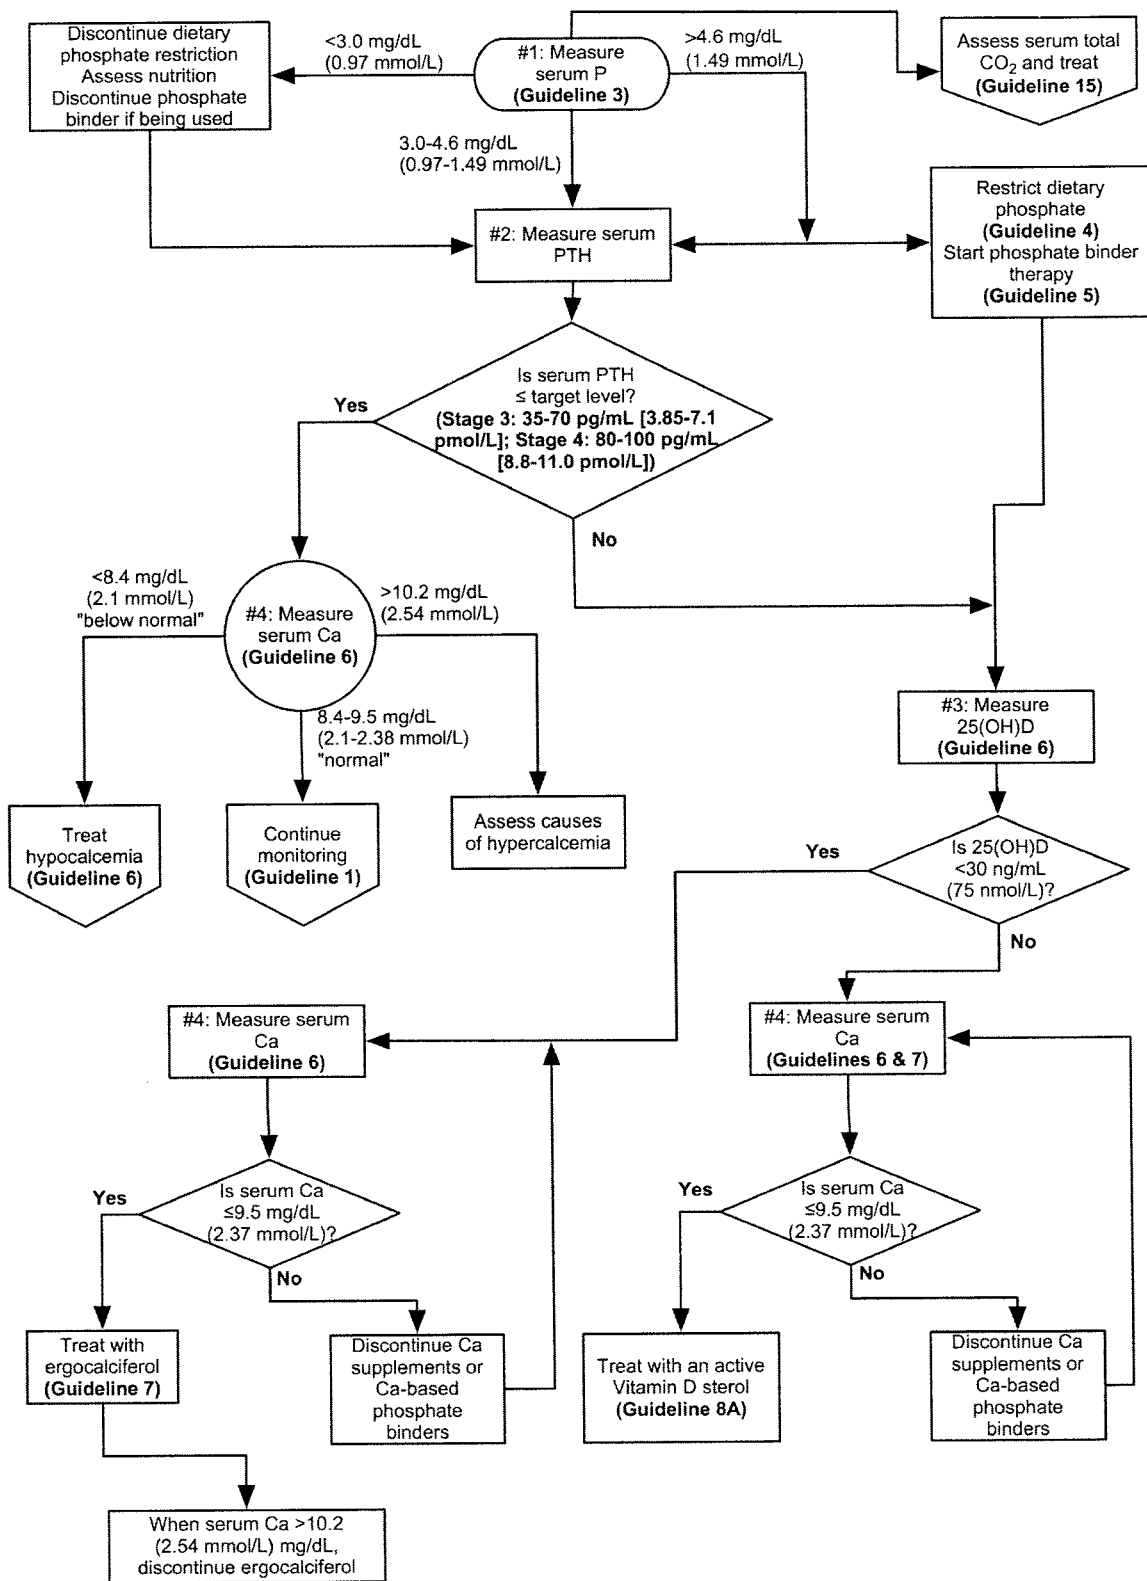 Discontinue dietary
phosphate restriction
Assess nutrition
Discontinue phosphate
binder if being used
<3.0 mg/dL
(0.97 mmol/L)
#1: Measure
serum P
(Guideline 3)
>4.6 mg/dL
(1.49 mmol/L)
Assess serum total
CO₂ and treat
(Guideline 15)
3.0-4.6 mg/dL
(0.97-1.49 mmol/L)
#2: Measure serum
PTH
Restrict dietary
phosphate
(Guideline 4)
Start phosphate binder
therapy
(Guideline 5)
Is serum PTH
≤ target level?
(Stage 3: 35-70 pg/mL [3.85-7.1
pmol/L]; Stage 4: 80-100 pg/mL
[8.8-11.0 pmol/L])
Yes
No
<8.4 mg/dL
(2.1 mmol/L)
"below normal"
#4: Measure
serum Ca
(Guideline 6)
>10.2 mg/dL
(2.54 mmol/L)
8.4-9.5 mg/dL
(2.1-2.38 mmol/L)
"normal"
Treat
hypocalcemia
(Guideline 6)
Continue
monitoring
(Guideline 1)
Assess causes
of hypercalcemia
#3: Measure
25(OH)D
(Guideline 6)
Is 25(OH)D
<30 ng/mL
(75 nmol/L)?
Yes
No
#4: Measure serum
Ca
(Guideline 6)
#4: Measure serum
Ca
(Guidelines 6 & 7)
Is serum Ca
≤9.5 mg/dL
(2.37 mmol/L)?
Yes
No
Is serum Ca
≤9.5 mg/dL
(2.37 mmol/L)?
Yes
No
Treat with
ergocalciferol
(Guideline 7)
Discontinue Ca
supplements or
Ca-based
phosphate
binders
Treat with an active
Vitamin D sterol
(Guideline 8A)
Discontinue Ca
supplements or
Ca-based
phosphate
binders
When serum Ca >10.2
(2.54 mmol/L) mg/dL,
discontinue ergocalciferol